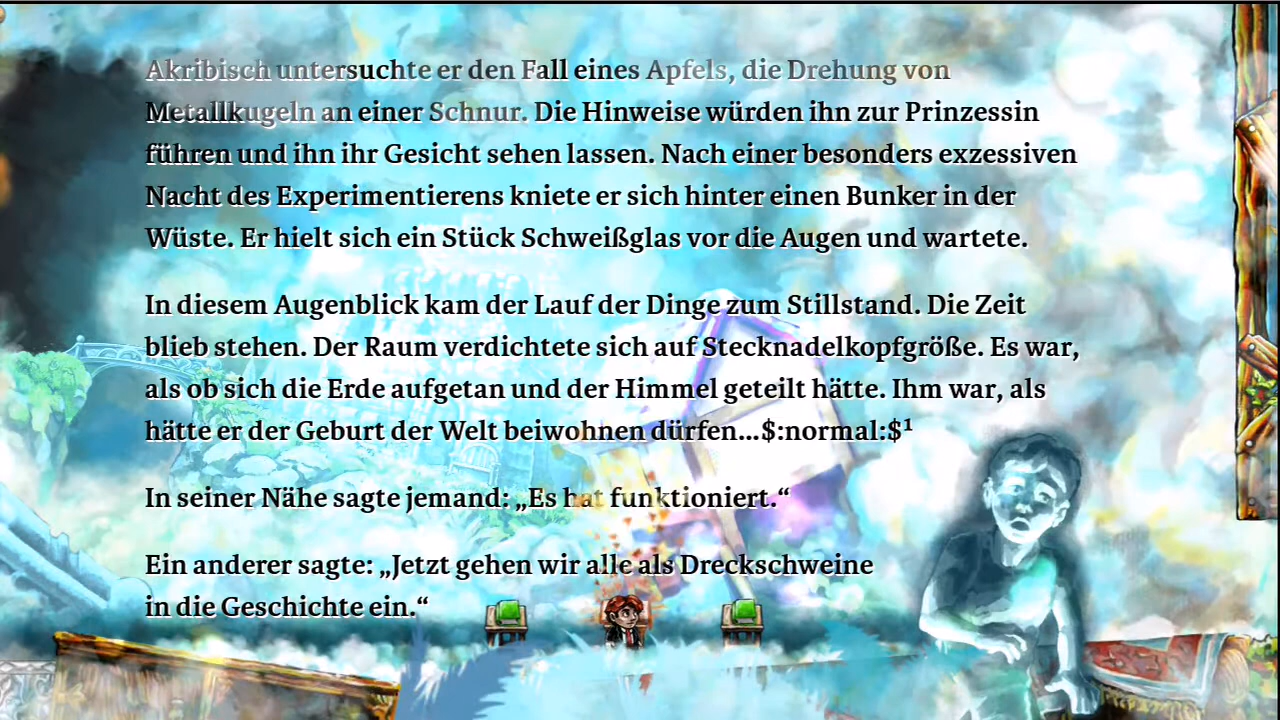 Akribisch untersuchte er den Fall eines Apfels, die Drehung von
Metallkugeln an einer Schnur. Die Hinweise würden ihn zur Prinzessin
führen und ihn ihr Gesicht sehen lassen. Nach einer besonders exzessiven
Nacht des Experimentierens kniete er sich hinter einen Bunker in der
Wüste. Er hielt sich ein Stück Schweißglas vor die Augen und wartete.
In diesem Augenblick kam der Lauf der Dinge zum Stillstand. Die Zeit
blieb stehen. Der Raum verdichtete sich auf Stecknadelkopfgröße. Es war,
als ob sich die Erde aufgetan und der Himmel geteilt hätte. Ihm war, als
hätte er der Geburt der Welt beiwohnen dürfen...$:normal:$¹
In seiner Nähe sagte jemand: „Es hat funktioniert.“
Ein anderer sagte: „Jetzt gehen wir alle als Dreckschweine
in die Geschichte ein.“